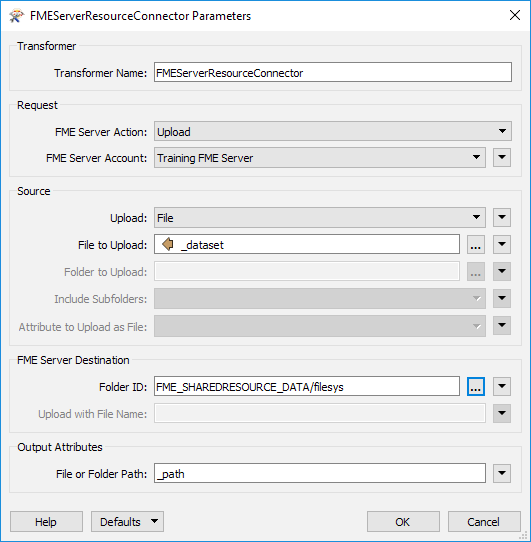 FMEServerResourceConnector Parameters
Transformer
Transformer Name: FMEServerResourceConnector
Request
FME Server Action: Upload
FME Server Account: Training FME Server
Source
Upload: File
File to Upload: _dataset ...
Folder to Upload: ...
Include Subfolders:
Attribute to Upload as File:
FME Server Destination
Folder ID: FME_SHAREDRESOURCE_DATA/filesys ...
Upload with File Name:
Output Attributes
File or Folder Path: _path
Help Defaults OK Cancel